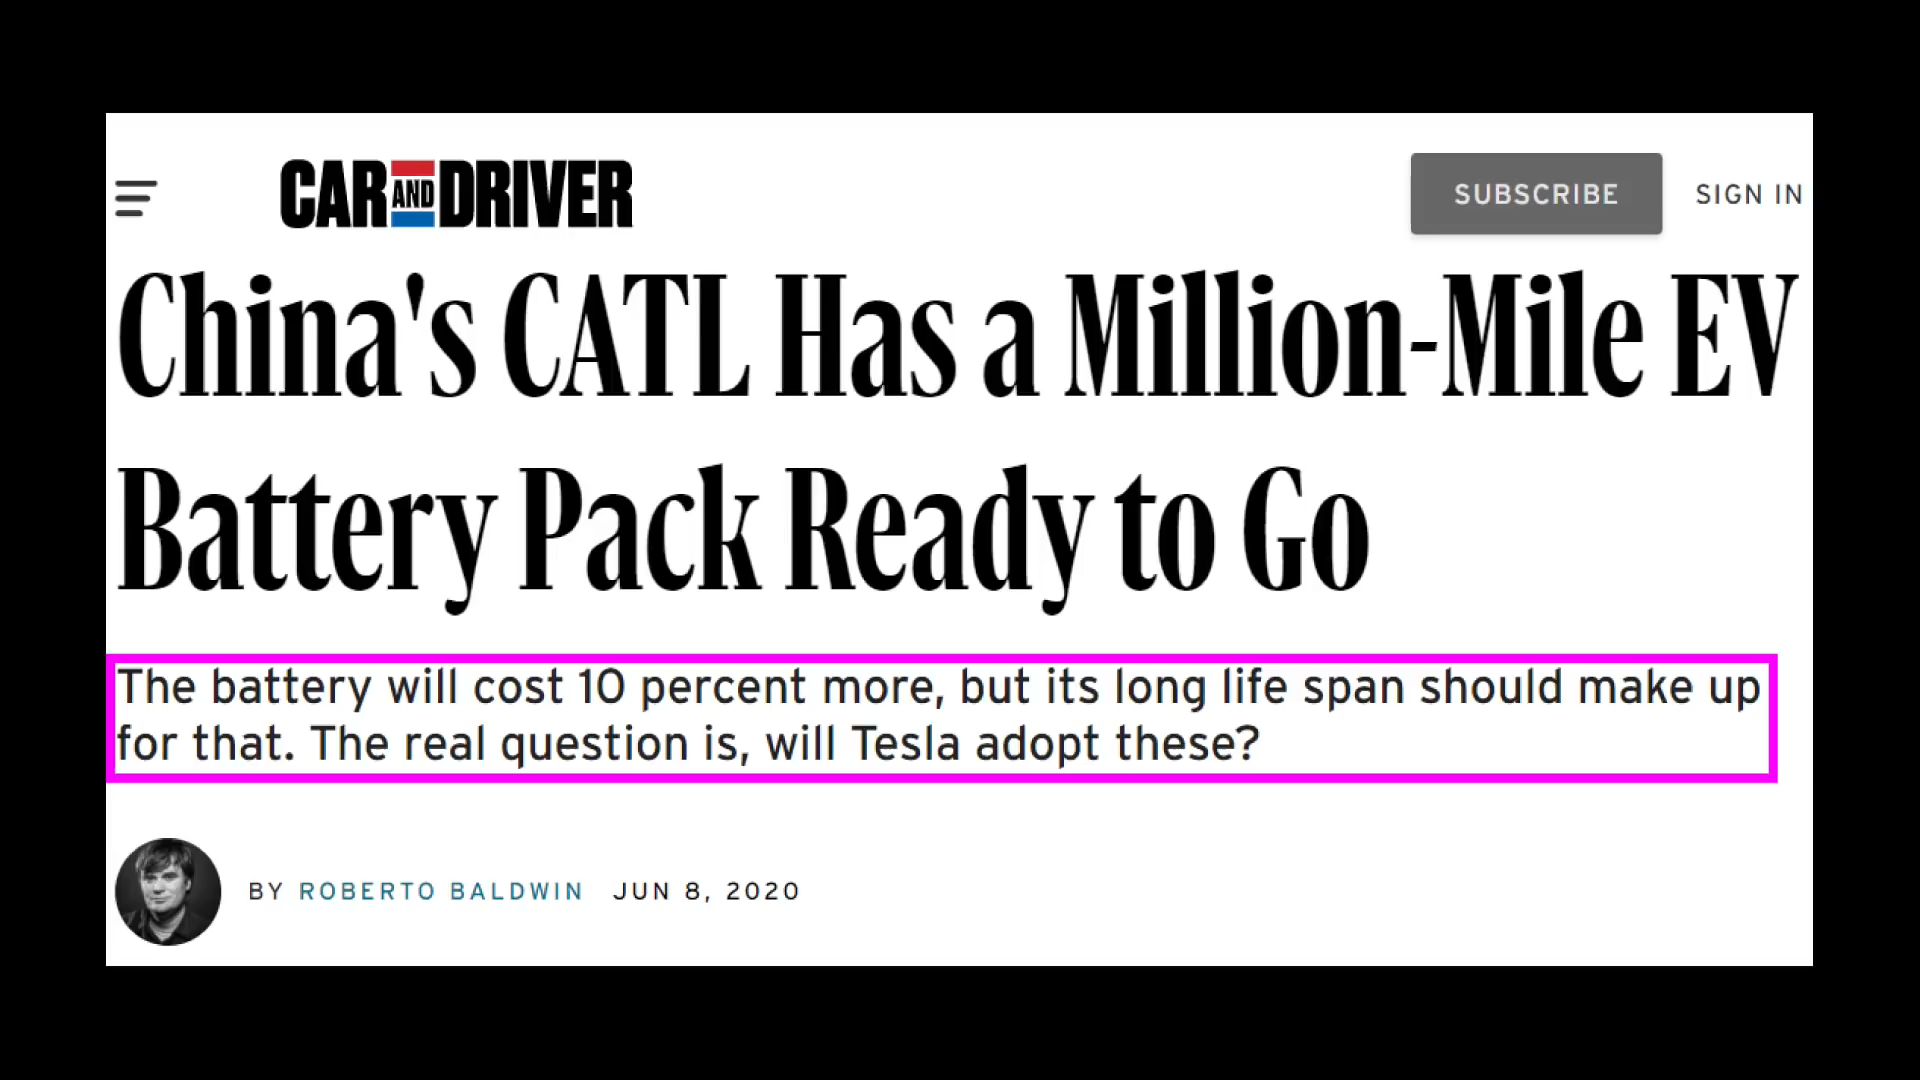 CAR AND DRIVER
SUBSCRIBE
SIGN IN
China's CATL Has a Million-Mile EV
Battery Pack Ready to Go
The battery will cost 10 percent more, but its long life span should make up
for that. The real question is, will Tesla adopt these?
BY ROBERTO BALDWIN JUN 8, 2020